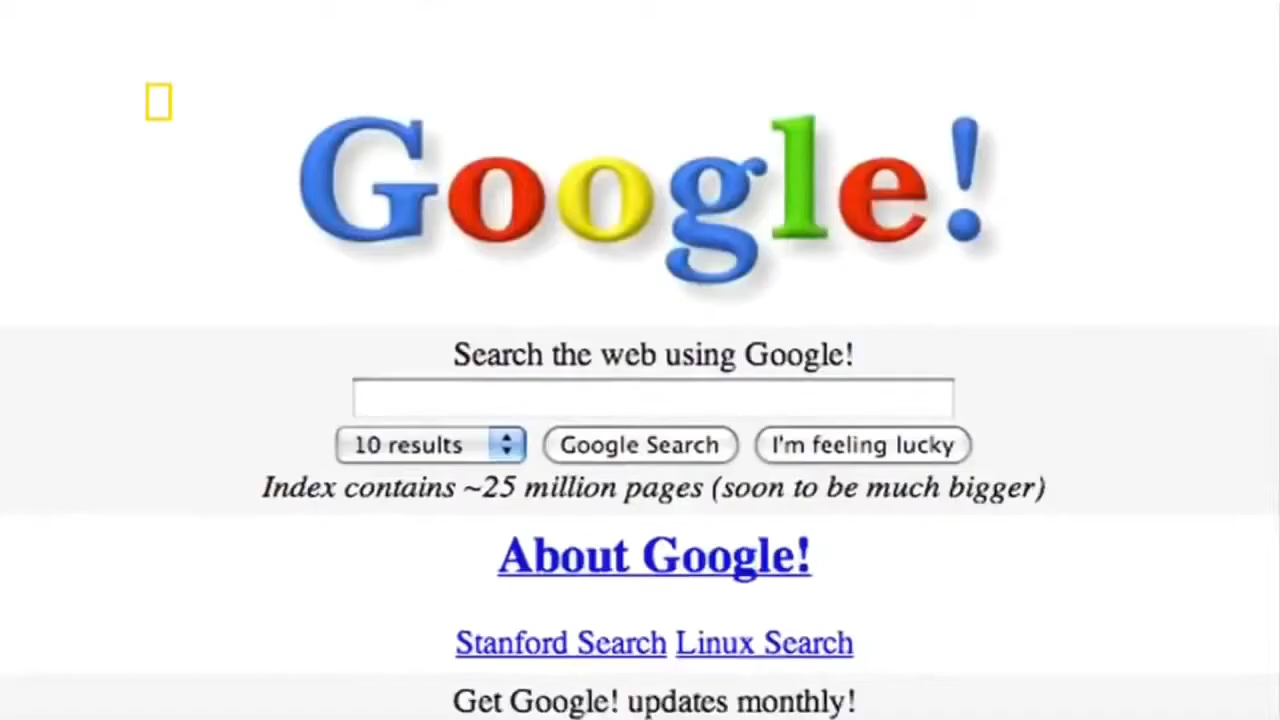 Google!
Search the web using Google!
10 results Google Search I'm feeling lucky
Index contains ~25 million pages (soon to be much bigger)
About Google!
Stanford Search Linux Search
Get Google! updates monthly!